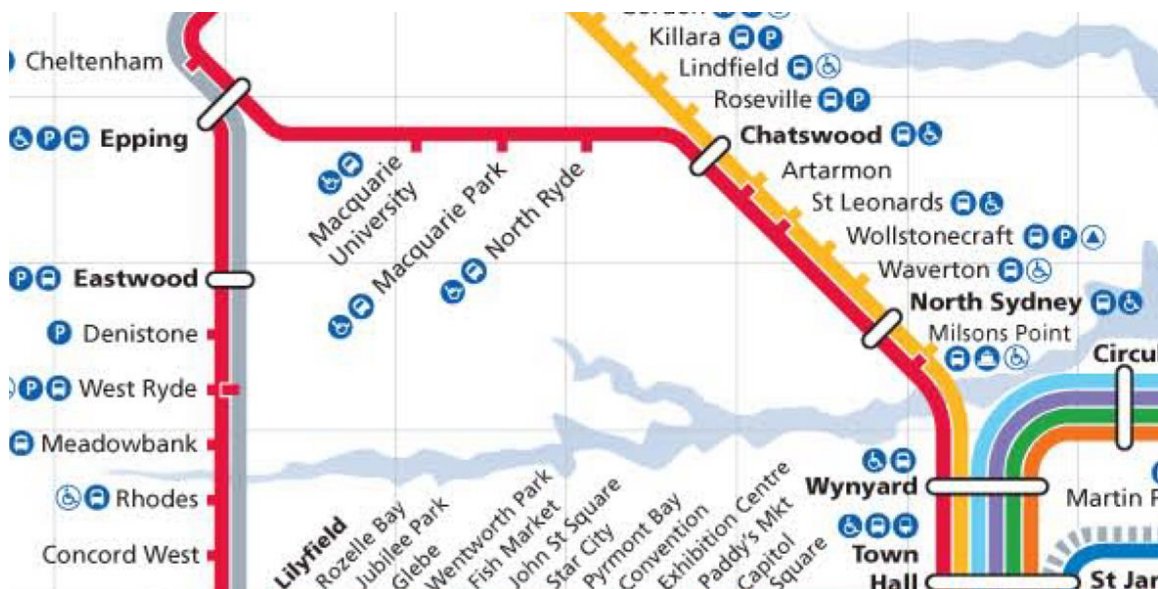 Gordon
Killara P
Cheltenham
Lindfield
Roseville P
P Epping
Chatswood
Artarmon
Macquarie
University
Macquarie Park
North Ryde
St Leonards
Wollstonecraft P
P Eastwood
Waverton
North Sydney
P Denistone
Milsons Point
Circul
P West Ryde
Meadowbank
Wynyard
Rhodes
Martin P
Concord West
Lilyfield
Rozelle Bay
Jubilee Park
Glebe
Wentworth Park
Fish Market
John St Square
Star City
Pyrmont Bay
Convention
Exhibition Centre
Paddy's Mkt
Capitol
Square
Town
Hall
St Jam